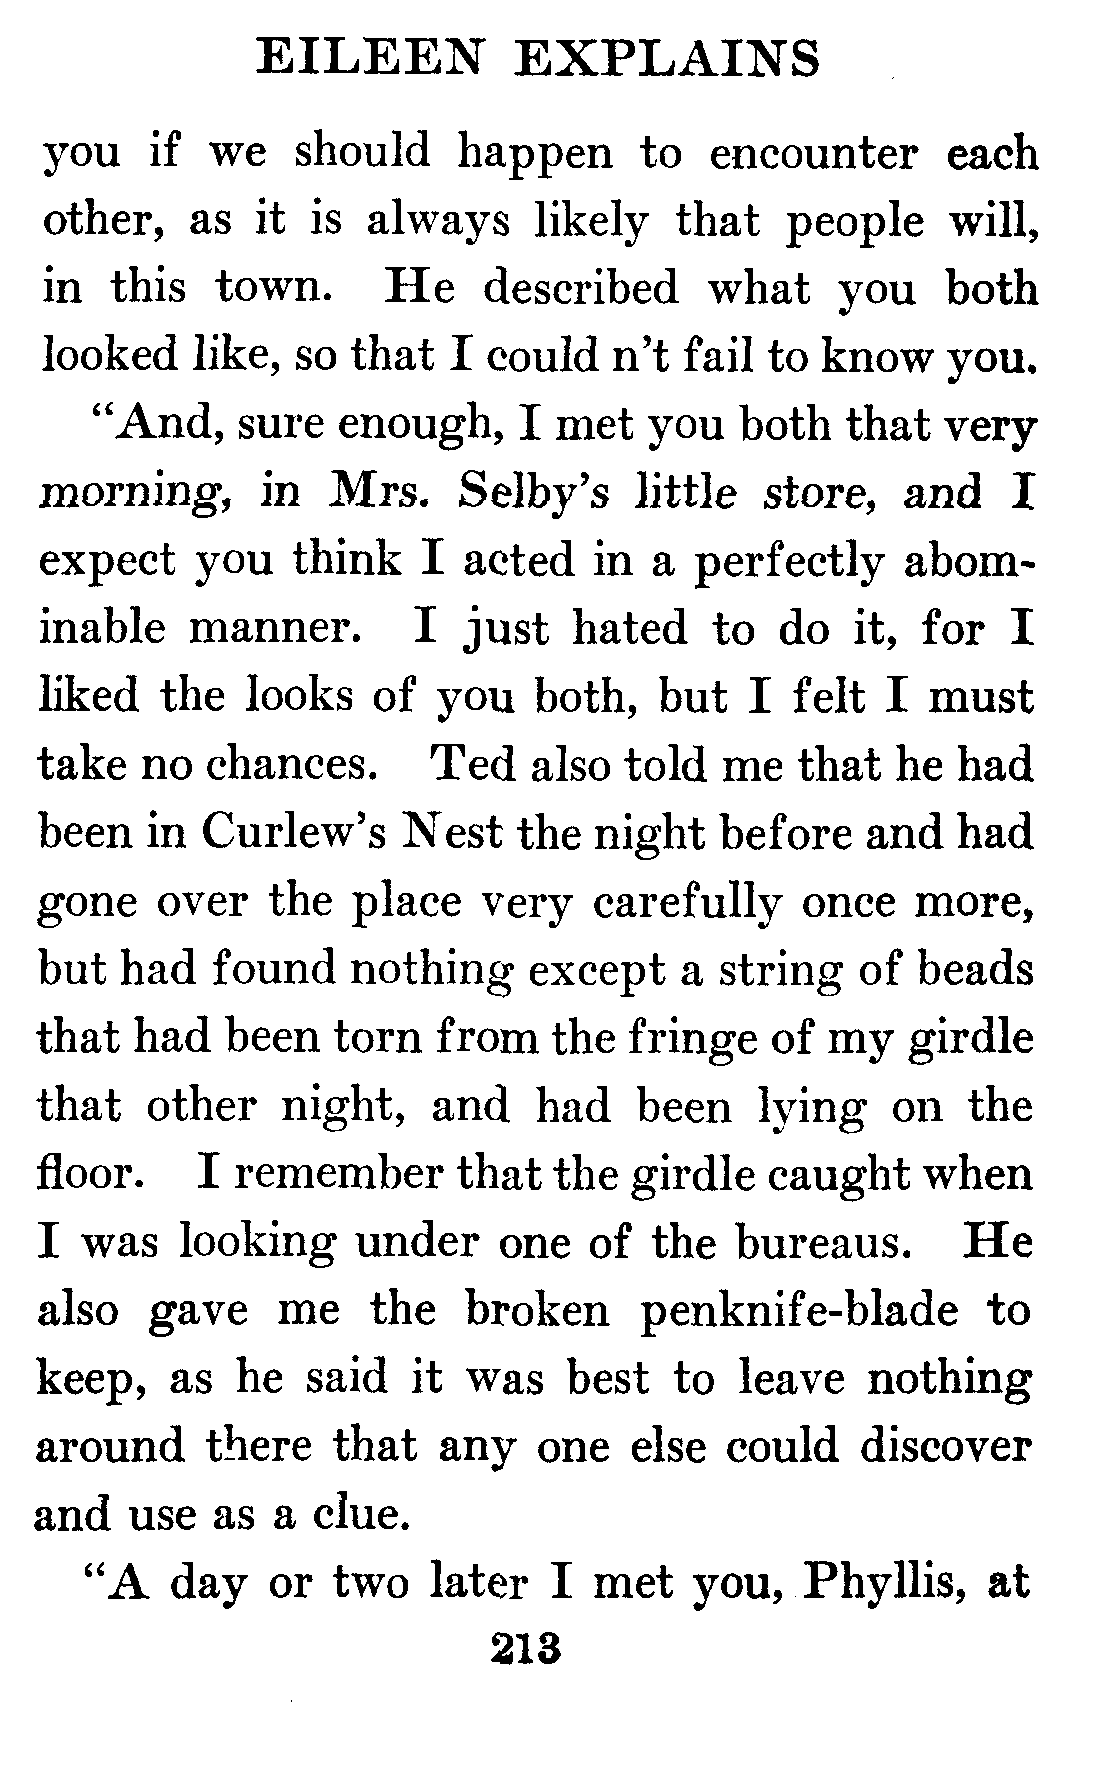 EILEEN EXPLAINS
you if we should happen to encounter each
other, as it is always likely that people will,
in this town. He described what you both
looked like, so that I could n't fail to know you.
"And, sure enough, I met you both that very
morning, in Mrs. Selby's little store, and I
expect you think I acted in a perfectly abom-
inable manner. I just hated to do it, for I
liked the looks of you both, but I felt I must
take no chances. Ted also told me that he had
been in Curlew's Nest the night before and had
gone over the place very carefully once more,
but had found nothing except a string of beads
that had been torn from the fringe of my girdle
that other night, and had been lying on the
floor. I remember that the girdle caught when
I was looking under one of the bureaus. He
also gave me the broken penknife-blade to
keep, as he said it was best to leave nothing
around there that any one else could discover
and use as a clue.
"A day or two later I met you, Phyllis, at
213